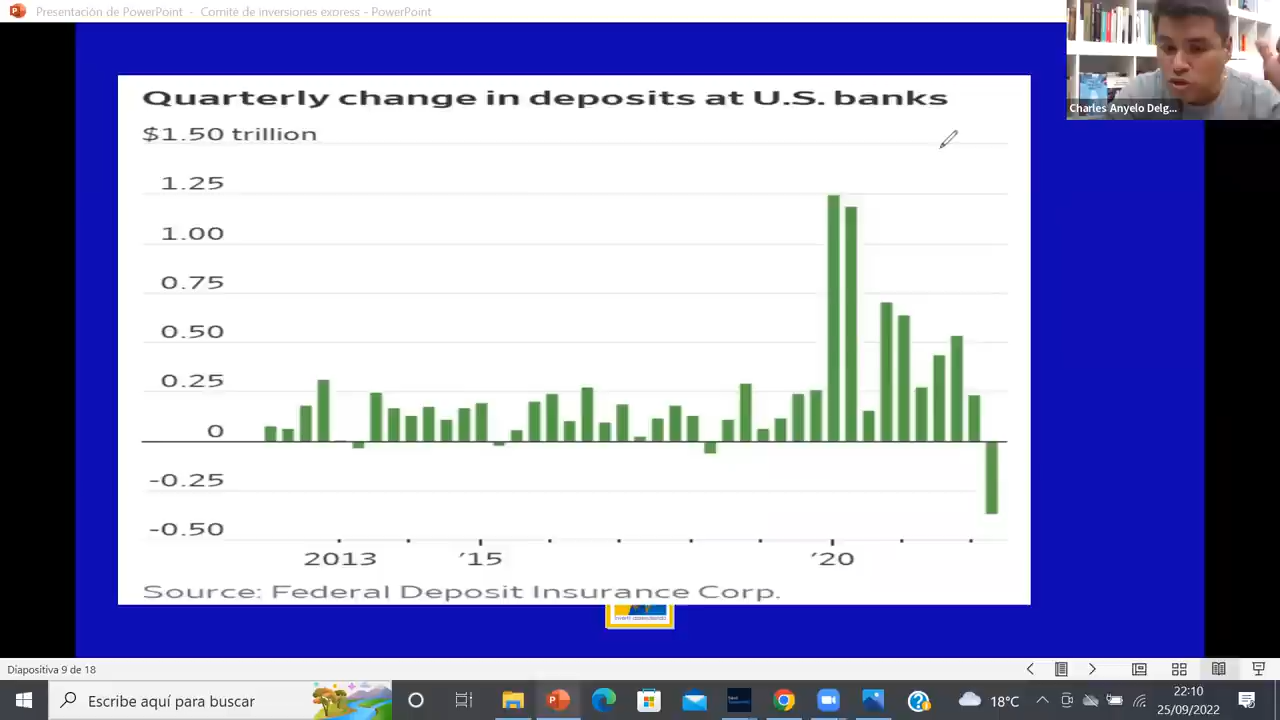 Presentación de PowerPoint - Comité de inversiones express - PowerPoint
Charles Anyelo Delg...
Quarterly change in deposits at U.S. banks
$1.50 trillion
1.25
1.00
0.75
0.50
0.25
0
-0.25
-0.50
2013 ’15 ’20
Source: Federal Deposit Insurance Corp.
Diapositiva 9 de 18
Escribe aquí para buscar
18°C
22:10
25/09/2022